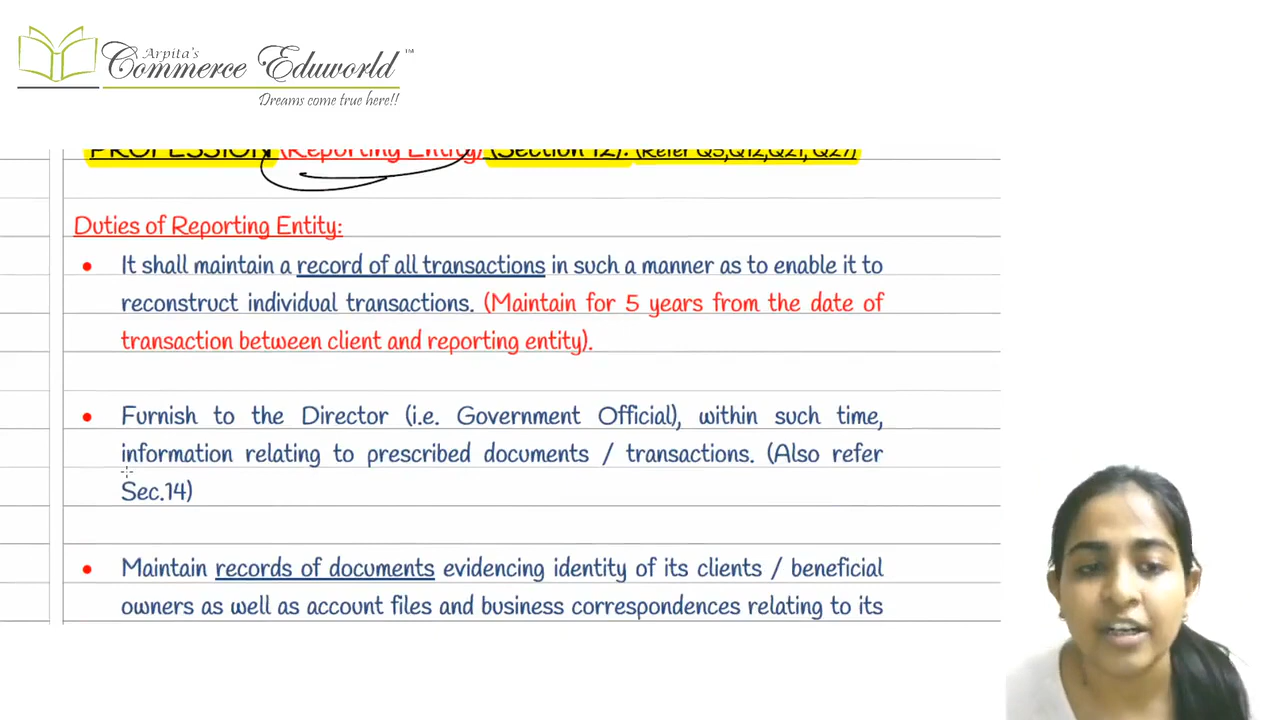 Arpita's
Commerce Eduworld™
Dreams come true here!!
PROFESSION (Reporting Entity) (Section 12): (Refer Q5,Q12,Q21, Q27)
Duties of Reporting Entity:
• It shall maintain a record of all transactions in such a manner as to enable it to
reconstruct individual transactions. (Maintain for 5 years from the date of
transaction between client and reporting entity).
• Furnish to the Director (i.e. Government Official), within such time,
information relating to prescribed documents / transactions. (Also refer
Sec.14)
• Maintain records of documents evidencing identity of its clients / beneficial
owners as well as account files and business correspondences relating to its